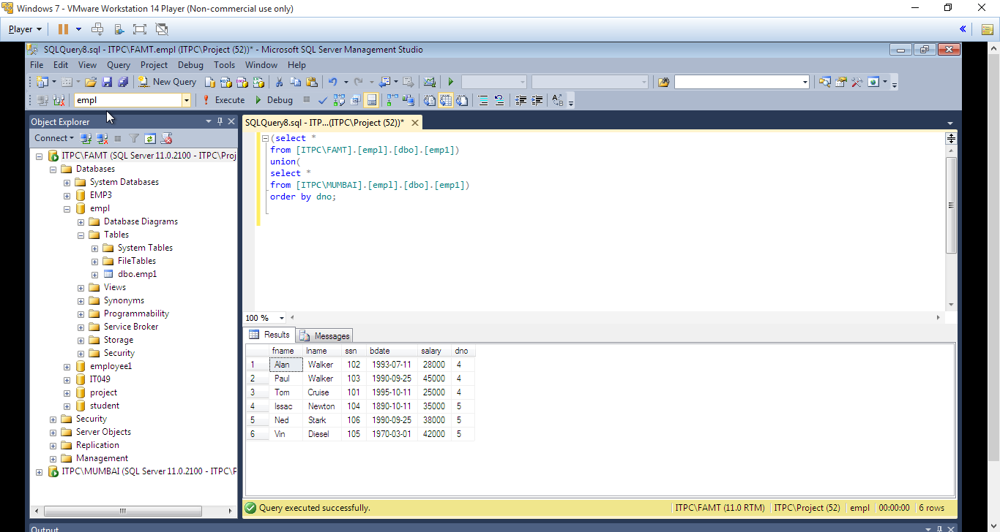 Windows 7 - VMware Workstation 14 Player (Non-commercial use only)
Player
SQLQuery8.sql - ITPC\FAMT.empl (ITPC\Project (52))* - Microsoft SQL Server Management Studio
File Edit View Query Project Debug Tools Window Help
New Query
empl Execute Debug
Object Explorer
Connect
ITPC\FAMT (SQL Server 11.0.2100 - ITPC\Proj
Databases
System Databases
EMP3
empl
Database Diagrams
Tables
System Tables
FileTables
dbo.emp1
Views
Synonyms
Programmability
Service Broker
Storage
Security
employee1
IT049
project
student
Security
Server Objects
Replication
Management
ITPC\MUMBAI (SQL Server 11.0.2100 - ITPC\P
SQLQuery8.sql - ITP...(ITPC\Project (52))*
(select *
from [ITPC\FAMT].[empl].[dbo].[emp1])
union(
select *
from [ITPC\MUMBAI].[empl].[dbo].[emp1])
order by dno;
100 %
Results Messages
fname lname ssn bdate salary dno
1 Alan Walker 102 1993-07-11 28000 4
2 Paul Walker 103 1990-09-25 45000 4
3 Tom Cruise 101 1995-10-11 25000 4
4 Issac Newton 104 1890-10-11 35000 5
5 Ned Stark 106 1990-09-25 38000 5
6 Vin Diesel 105 1970-03-01 42000 5
Query executed successfully. ITPC\FAMT (11.0 RTM) ITPC\Project (52) empl 00:00:00 6 rows
Output